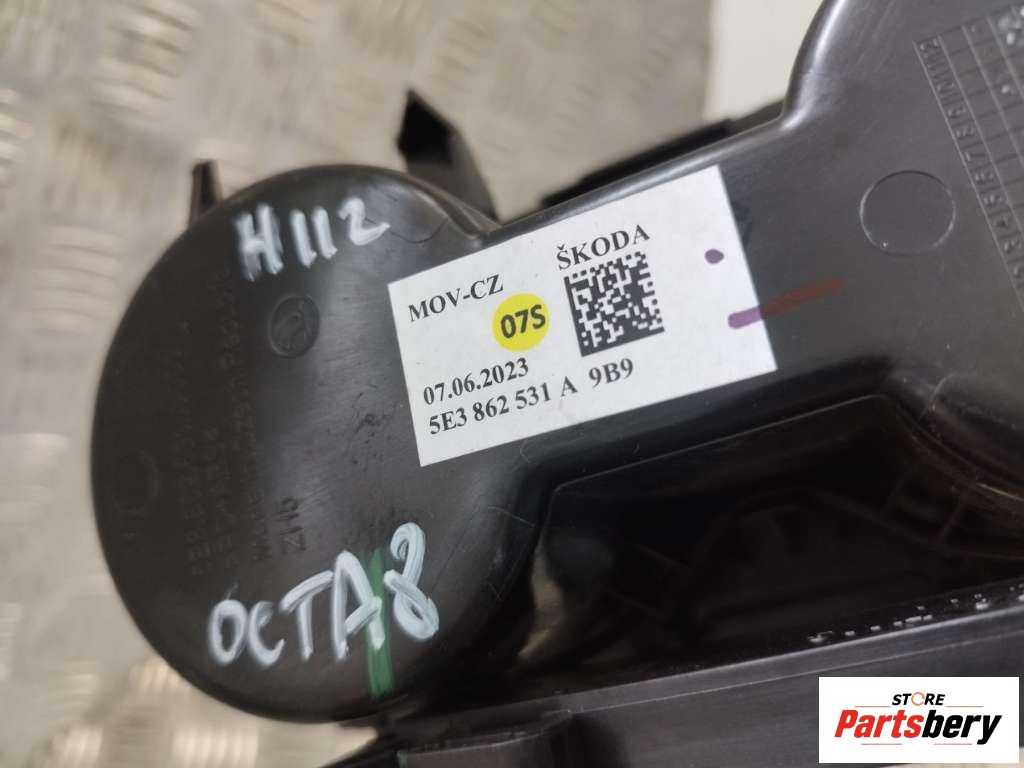 H112
MOV-CZ ŠKODA
07S
07.06.2023
5E3 862 531 A 9B9
OCTA8
STORE
Partsbery